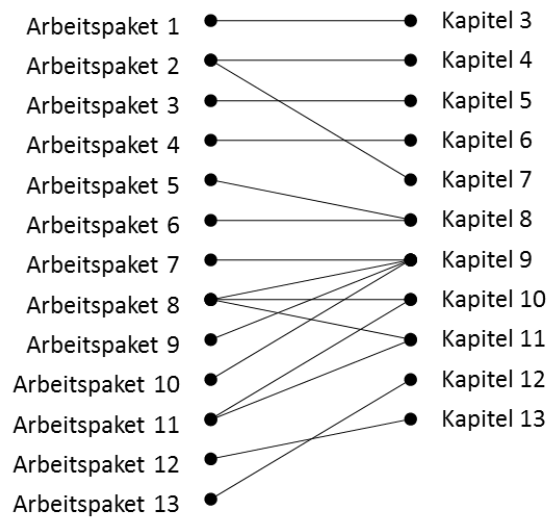 Arbeitspaket 1
Kapitel 3
Arbeitspaket 2
Kapitel 4
Arbeitspaket 3
Kapitel 5
Arbeitspaket 4
Kapitel 6
Arbeitspaket 5
Kapitel 7
Arbeitspaket 6
Kapitel 8
Arbeitspaket 7
Kapitel 9
Arbeitspaket 8
Kapitel 10
Arbeitspaket 9
Kapitel 11
Arbeitspaket 10
Kapitel 12
Arbeitspaket 11
Kapitel 13
Arbeitspaket 12
Arbeitspaket 13